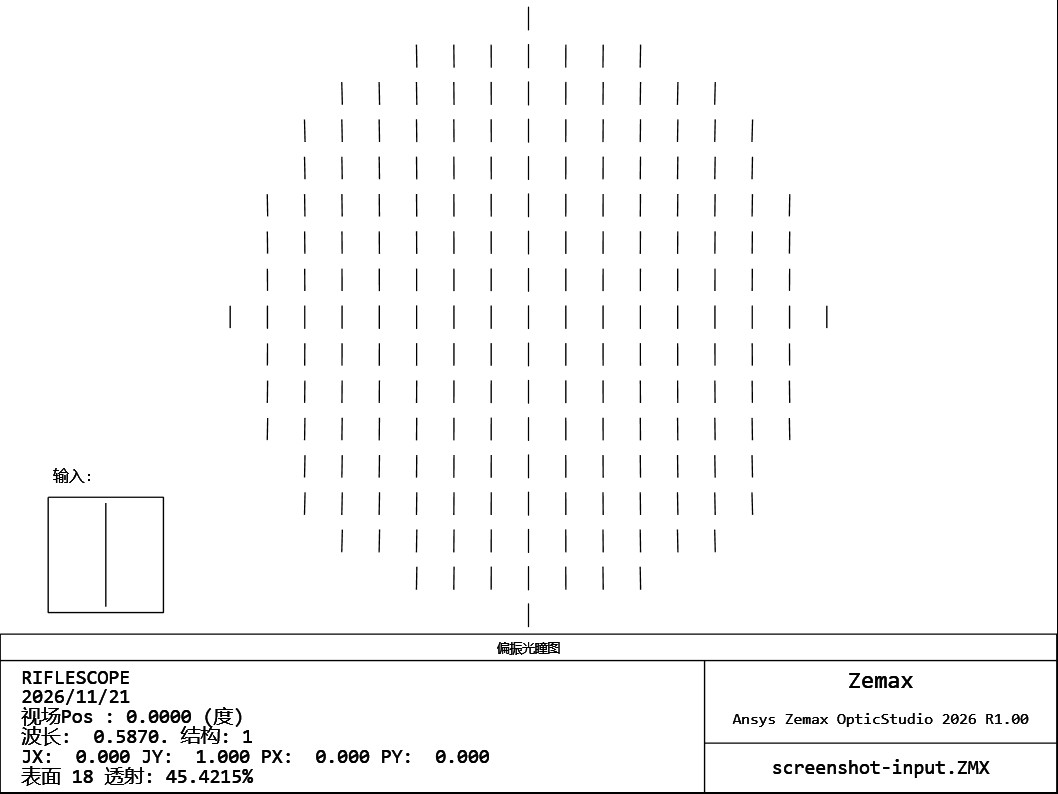 输入:
偏振光瞳图
RIFLESCOPE
2026/11/21
视场Pos : 0.0000 (度)
波长:  0.5870. 结构: 1
JX:  0.000 JY:  1.000 PX:  0.000 PY:  0.000
表面 18 透射: 45.4215%
Zemax
Ansys Zemax OpticStudio 2026 R1.00
screenshot-input.ZMX